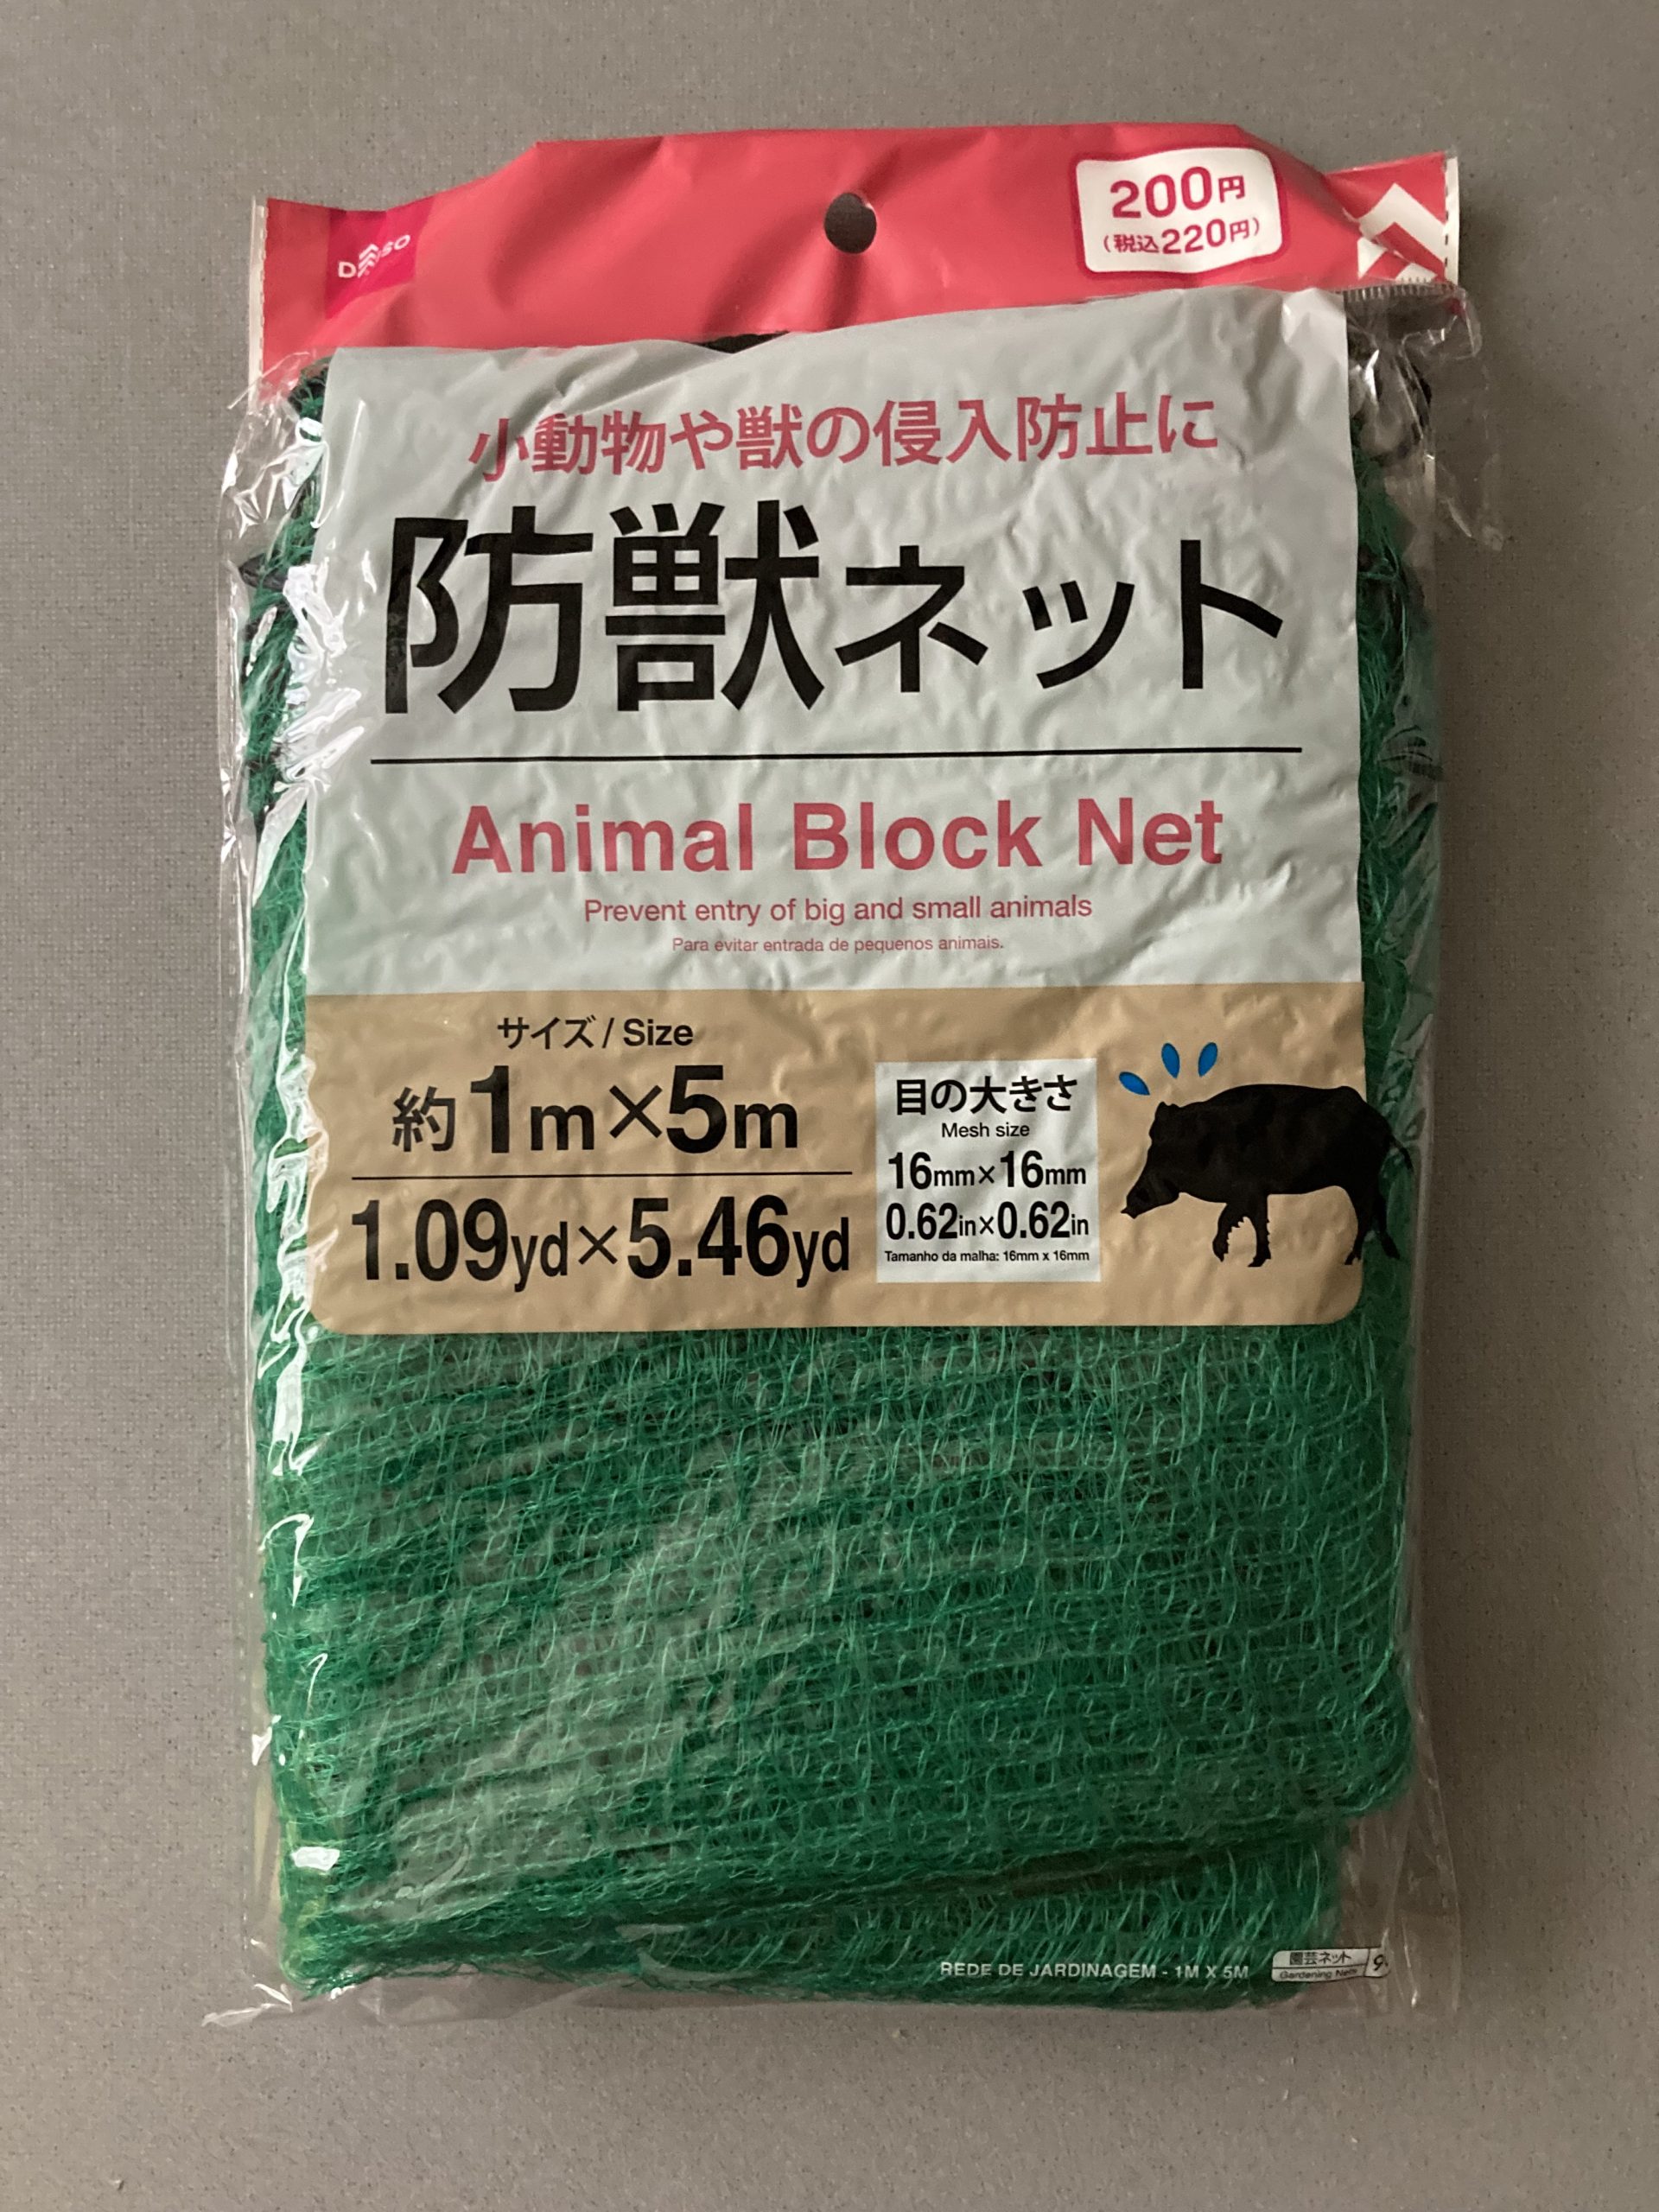 DAISO
200円
(税込220円)
小動物や獣の侵入防止に
防獣ネット
Animal Block Net
Prevent entry of big and small animals
Para evitar entrada de pequenos animais.
サイズ / Size
約1m×5m
1.09yd×5.46yd
目の大きさ
Mesh size
16mm×16mm
0.62in×0.62in
Tamanho da malha: 16mm x 16mm
REDE DE JARDINAGEM - 1M X 5M
園芸ネット
Gardening Nets
9